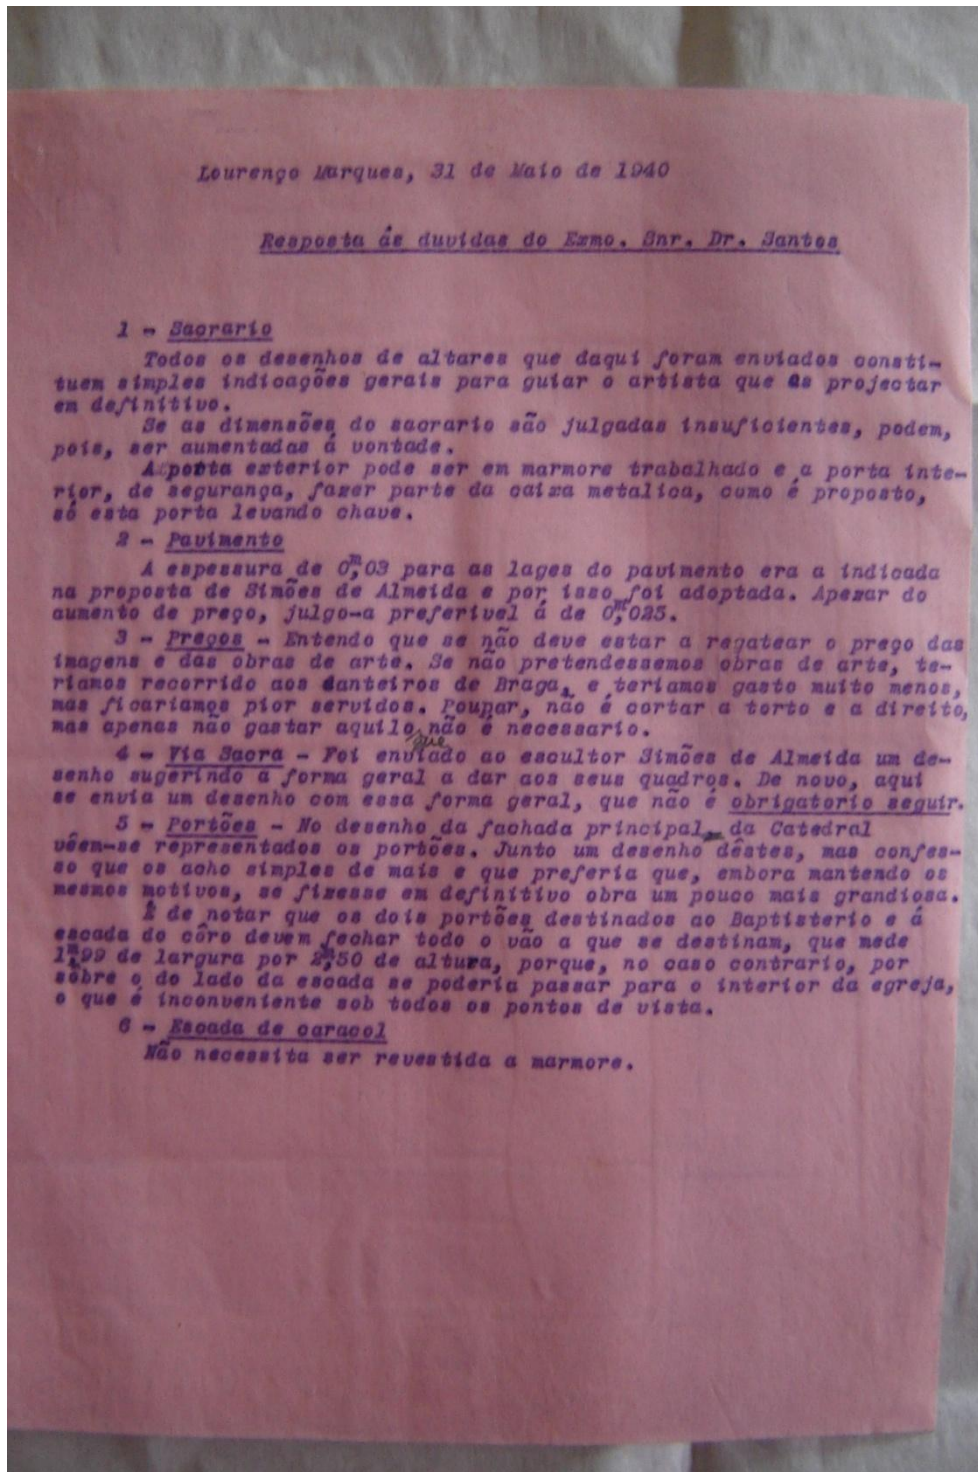 Lourenço Marques, 31 de Maio de 1940
Resposta ás duvidas do Exmo. Snr. Dr. Santos
1 - Sacrario
Todos os desenhos de altares que daqui foram enviados consti-
tuem simples indicações gerais para guiar o artista que os projectar
em definitivo.
Se as dimensões do sacrario são julgadas insuficientes, podem,
pois, ser aumentadas á vontade.
A porta exterior pode ser em marmore trabalhado e a porta inte-
rior, de segurança, fazer parte da caixa metalica, como é proposto,
só esta porta levando chave.
2 - Pavimento
A espessura de 0,m03 para as lages do pavimento era a indicada
na proposta de Simões de Almeida e por isso foi adoptada. Apezar do
aumento de preço, julgo-a preferivel á de 0,m025.
3 - Preços - Entendo que se não deve estar a regatear o preço das
imagens e das obras de arte. Se não pretendessemos obras de arte, te-
riamos recorrido aos santeiros de Braga, e teriamos gasto muito menos,
mas ficariamos pior servidos. Poupar, não é cortar a torto e a direito,
mas apenas não gastar aquilo que não é necessario.
4 - Via Sacra - Foi enviado ao escultor Simões de Almeida um de-
senho sugerindo a forma geral a dar aos seus quadros. De novo, aqui
se envia um desenho com essa forma geral, que não é obrigatorio seguir.
5 - Portões - No desenho da fachada principal da Catedral
vêem-se representados os portões. Junto um desenho dêstes, mas confes-
so que os acho simples de mais e que preferia que, embora mantendo os
mesmos motivos, se fizesse em definitivo obra um pouco mais grandiosa.
É de notar que os dois portões destinados ao Baptisterio e á
escada do côro devem fechar todo o vão a que se destinam, que mede
1,m99 de largura por 2,m50 de altura, porque, no caso contrario, por
sôbre o do lado da escada se poderia passar para o interior da egreja,
o que é inconveniente sob todos os pontos de vista.
6 - Escada de caracol
Não necessita ser revestida a marmore.